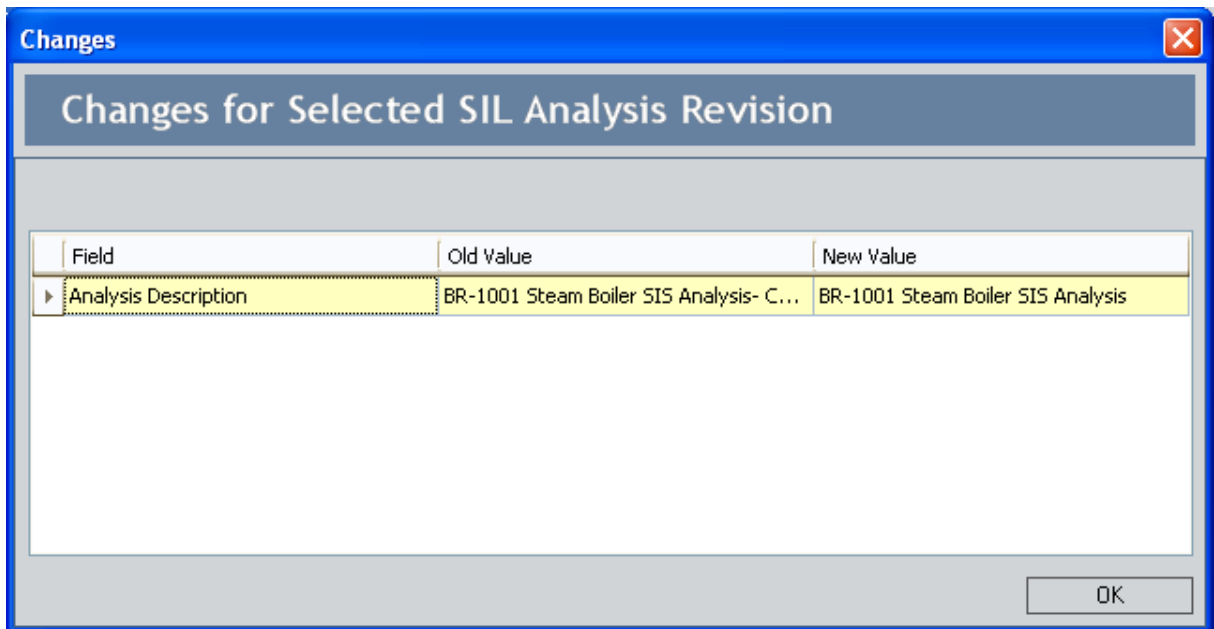 Changes
Changes for Selected SIL Analysis Revision
Field Old Value New Value
Analysis Description BR-1001 Steam Boiler SIS Analysis- C... BR-1001 Steam Boiler SIS Analysis
OK